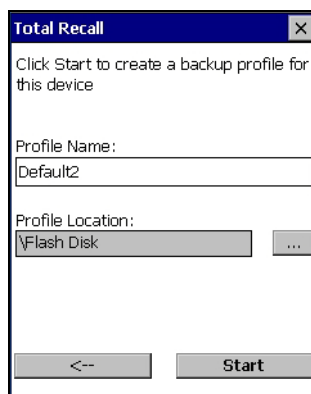 Total Recall
Click Start to create a backup profile for
this device
Profile Name:
Default2
Profile Location:
\Flash Disk
...
<-- Start